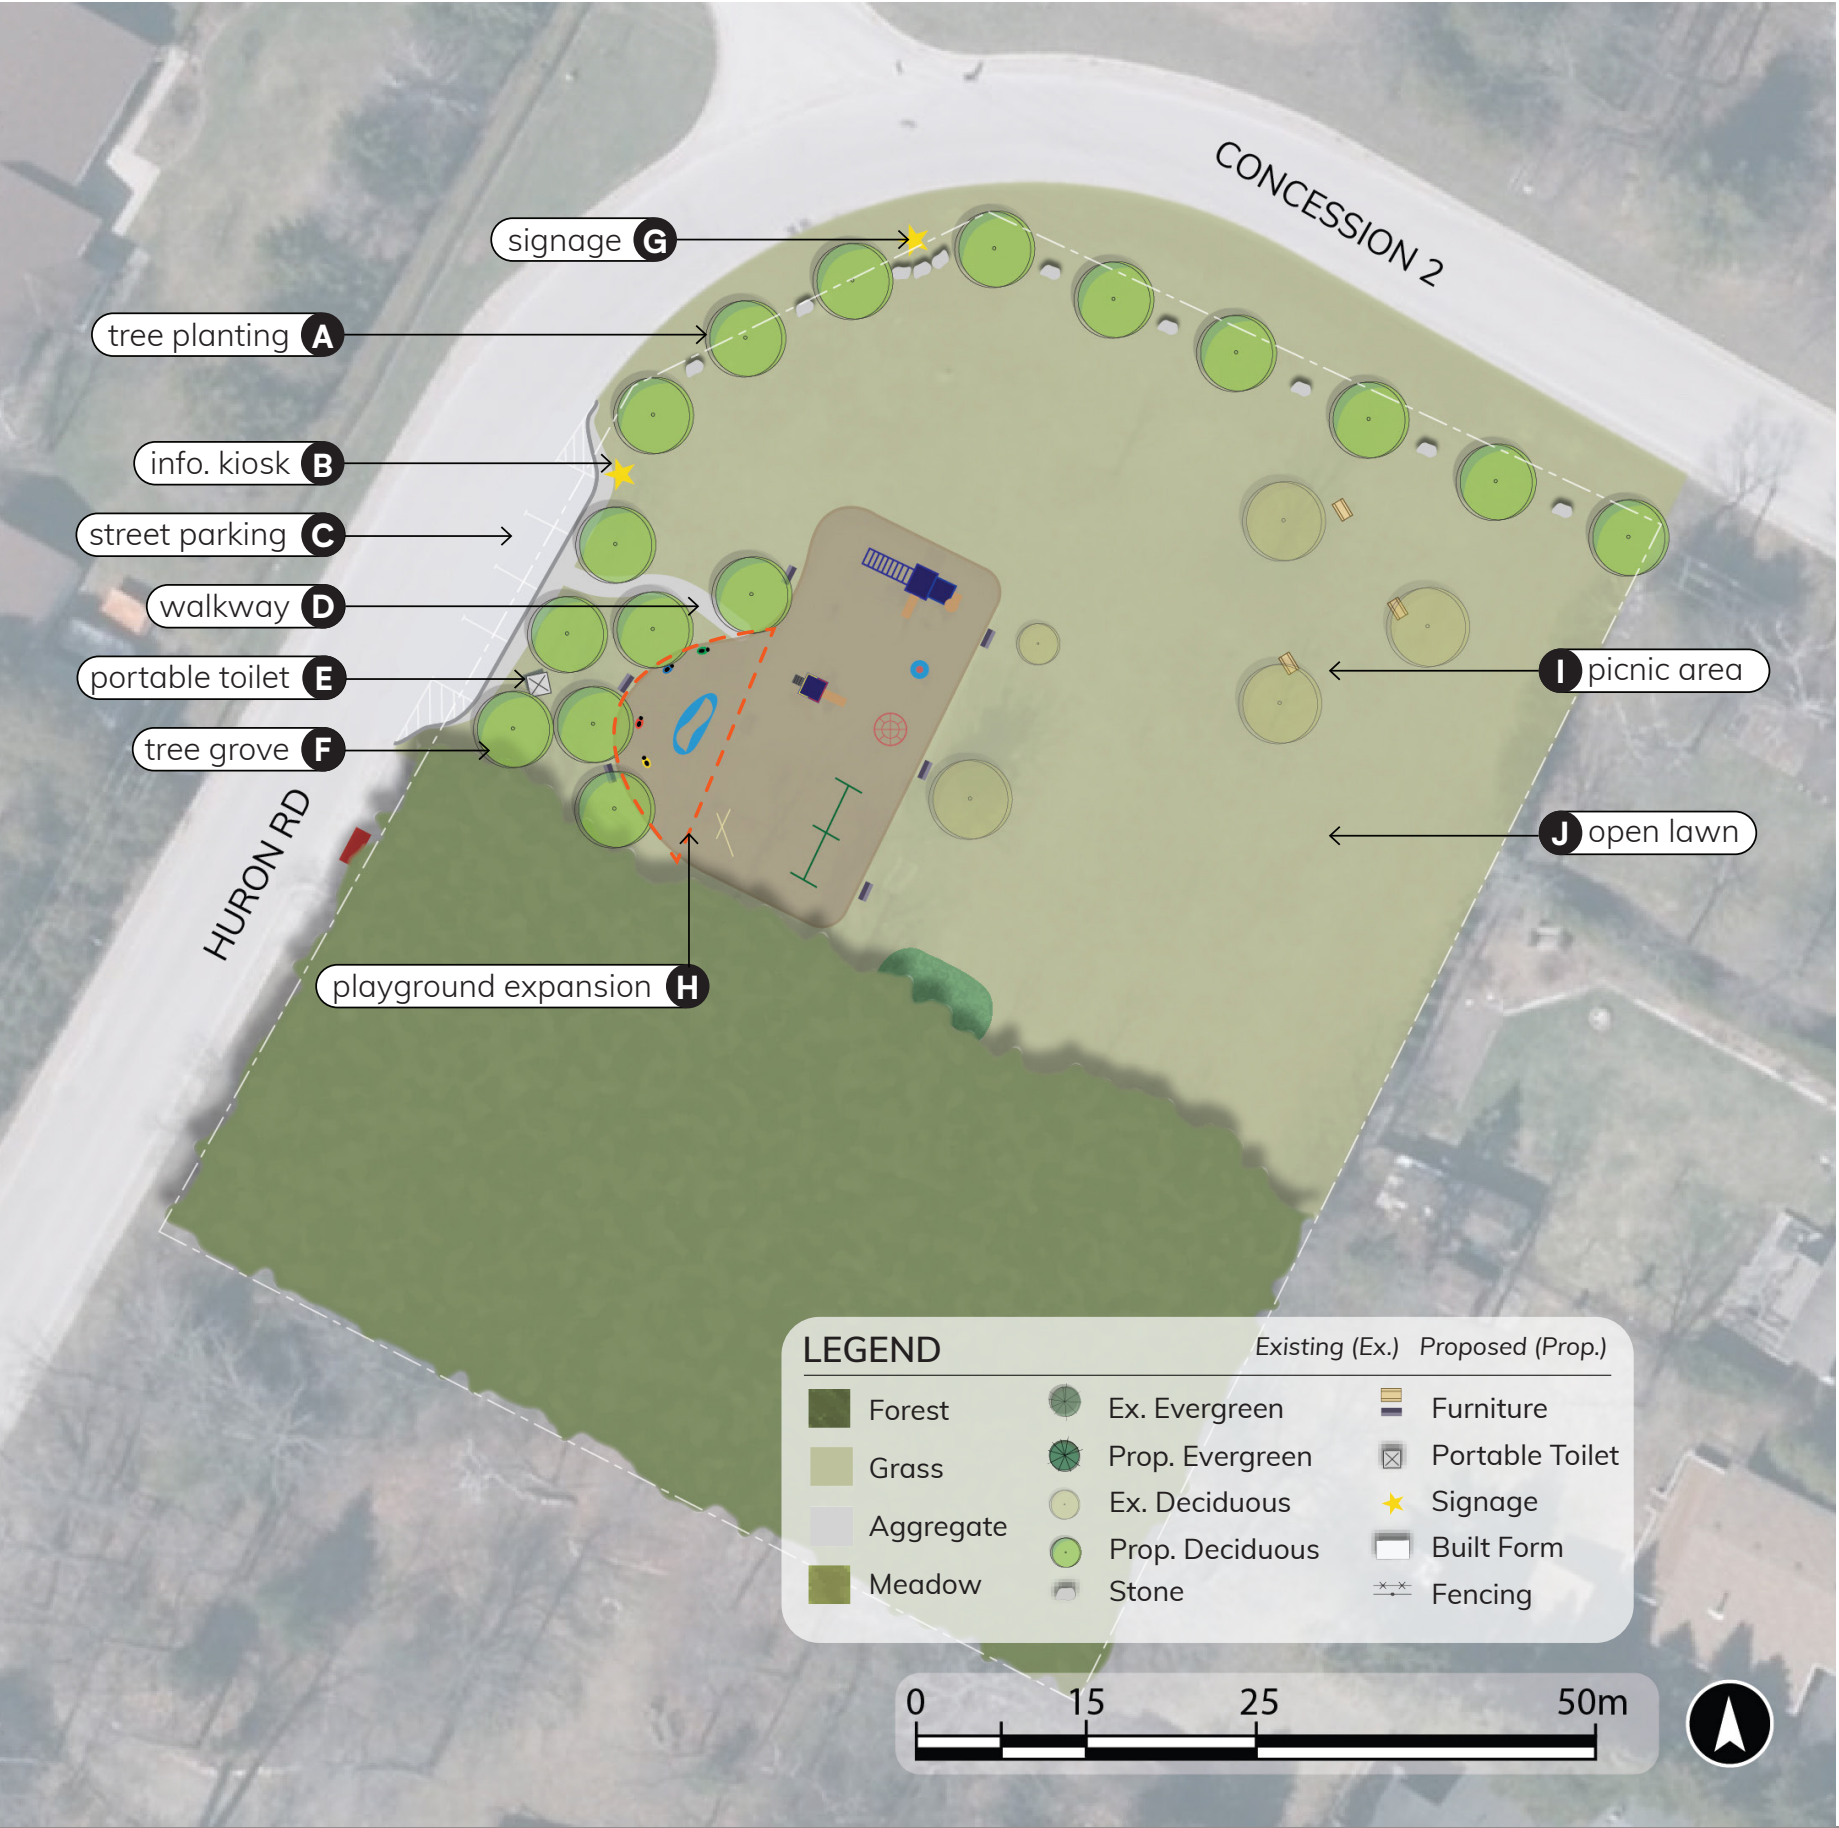 CONCESSION 2
signage G
tree planting A
info. kiosk B
street parking C
walkway D
portable toilet E
tree grove F
I picnic area
J open lawn
HURON RD
playground expansion H
LEGEND
Existing (Ex.) Proposed (Prop.)
Forest
Grass
Aggregate
Meadow
Ex. Evergreen
Prop. Evergreen
Ex. Deciduous
Prop. Deciduous
Stone
Furniture
Portable Toilet
Signage
Built Form
Fencing
0 15 25 50m